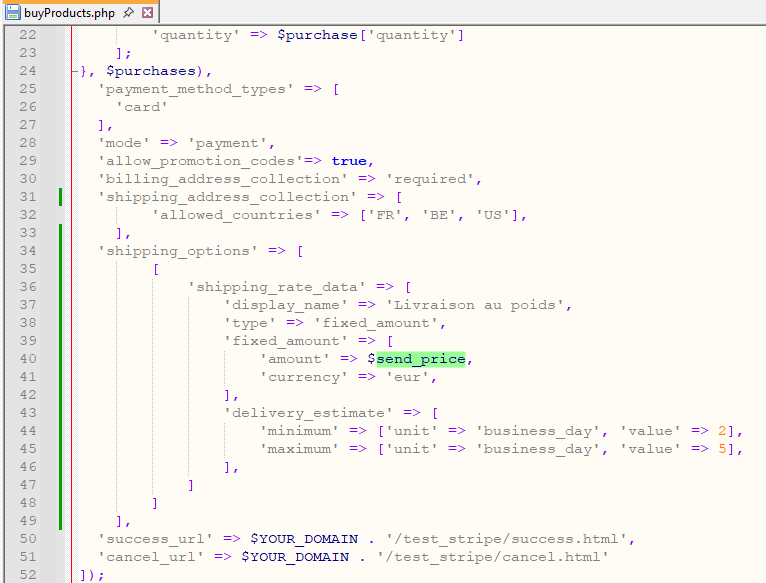 buyProducts.php
22 'quantity' => $purchase['quantity']
23 ];
24 }, $purchases),
25 'payment_method_types' => [
26 'card'
27 ],
28 'mode' => 'payment',
29 'allow_promotion_codes'=> true,
30 'billing_address_collection' => 'required',
31 'shipping_address_collection' => [
32 'allowed_countries' => ['FR', 'BE', 'US'],
33 ],
34 'shipping_options' => [
35 [
36 'shipping_rate_data' => [
37 'display_name' => 'Livraison au poids',
38 'type' => 'fixed_amount',
39 'fixed_amount' => [
40 'amount' => $send_price,
41 'currency' => 'eur',
42 ],
43 'delivery_estimate' => [
44 'minimum' => ['unit' => 'business_day', 'value' => 2],
45 'maximum' => ['unit' => 'business_day', 'value' => 5],
46 ],
47 ]
48 ]
49 ],
50 'success_url' => $YOUR_DOMAIN . '/test_stripe/success.html',
51 'cancel_url' => $YOUR_DOMAIN . '/test_stripe/cancel.html'
52 ]);